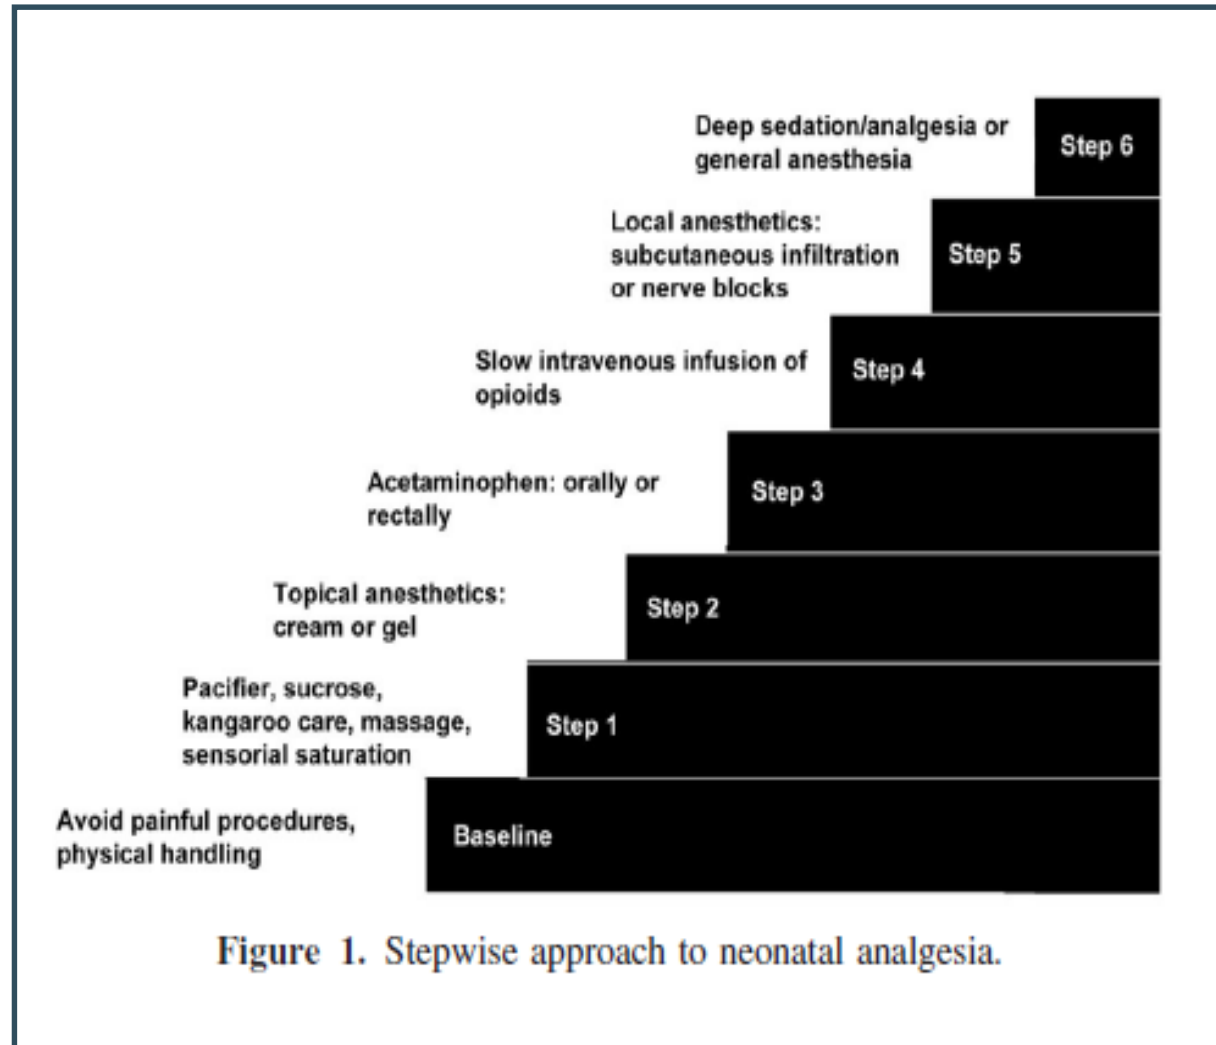 Deep sedation/analgesia or
general anesthesia
Step 6
Local anesthetics:
subcutaneous infiltration
or nerve blocks
Step 5
Slow intravenous infusion of
opioids
Step 4
Acetaminophen: orally or
rectally
Step 3
Topical anesthetics:
cream or gel
Step 2
Pacifier, sucrose,
kangaroo care, massage,
sensorial saturation
Step 1
Avoid painful procedures,
physical handling
Baseline
Figure 1. Stepwise approach to neonatal analgesia.